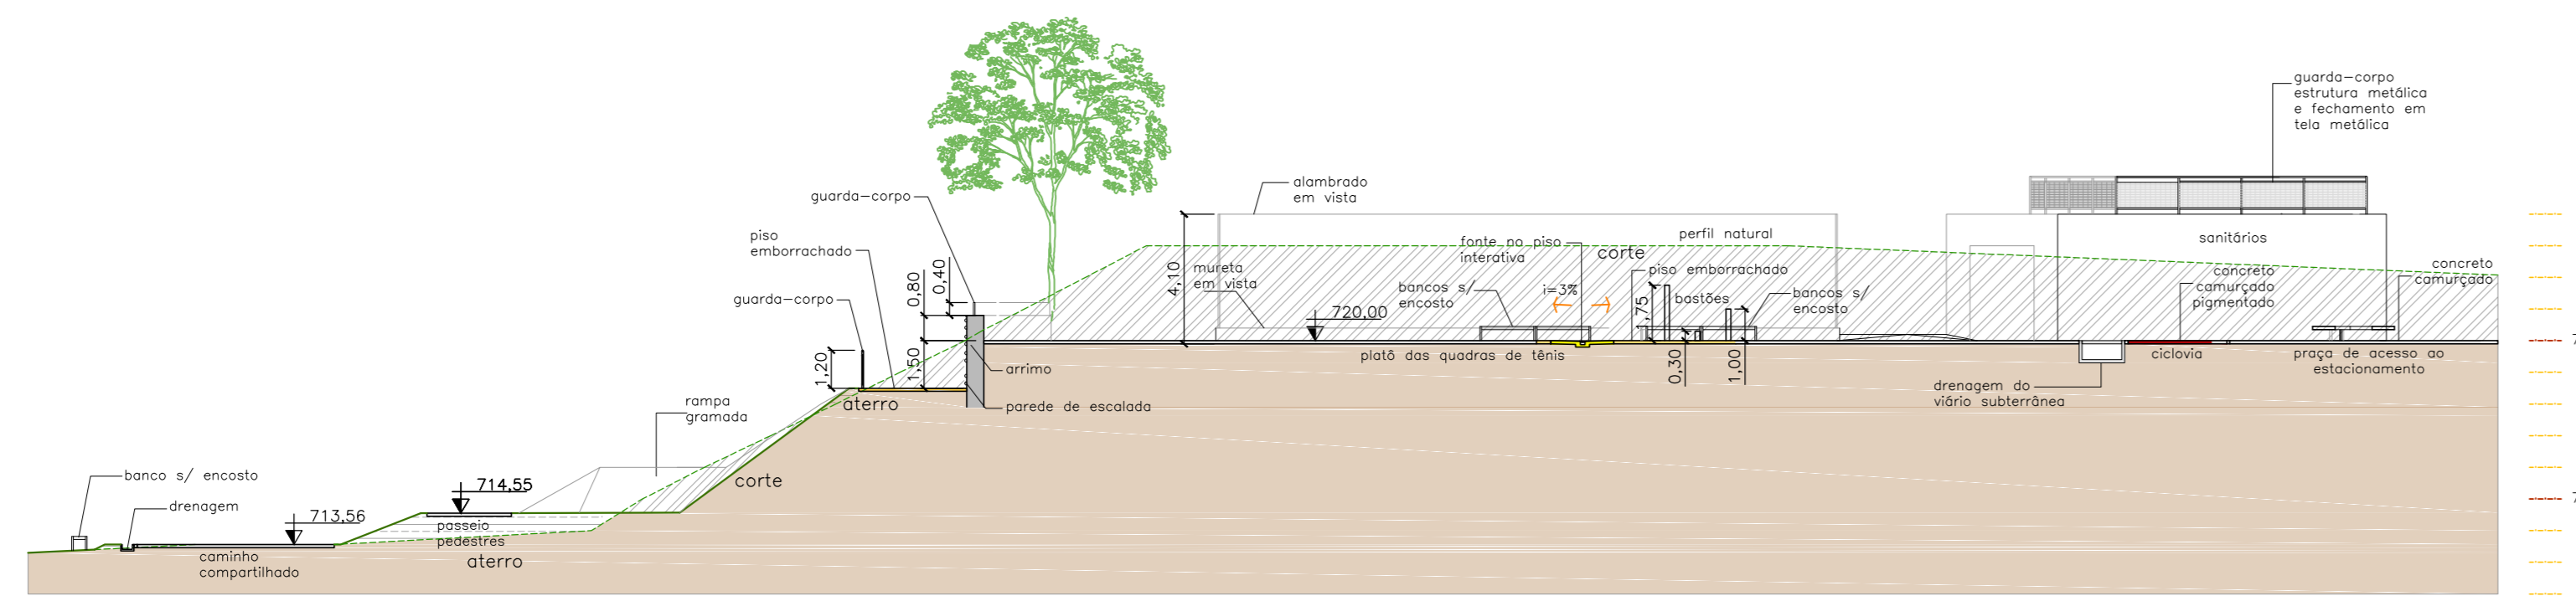 guarda-corpo
estrutura metálica
e fechamento em
tela metálica
alambrado
em vista
guarda-corpo
piso
emborrachado
fonte no piso
interativa
perfil natural
corte
sanitários
mureta
em vista
piso emborrachado
concreto
camurçado
pigmentado
concreto
camurçado
guarda-corpo
0,80
0,40
4,10
bancos s/
encosto
i=3%
bastões
bancos s/
encosto
720,00
1,75
1,20
1,50
platô das quadras de tênis
0,30
1,00
ciclovia
praça de acesso ao
estacionamento
arrimo
drenagem do
viário subterrânea
aterro
parede de escalada
rampa
gramada
corte
banco s/ encosto
714,55
drenagem
713,56
passeio
pedestres
caminho
compartilhado
aterro
7
7